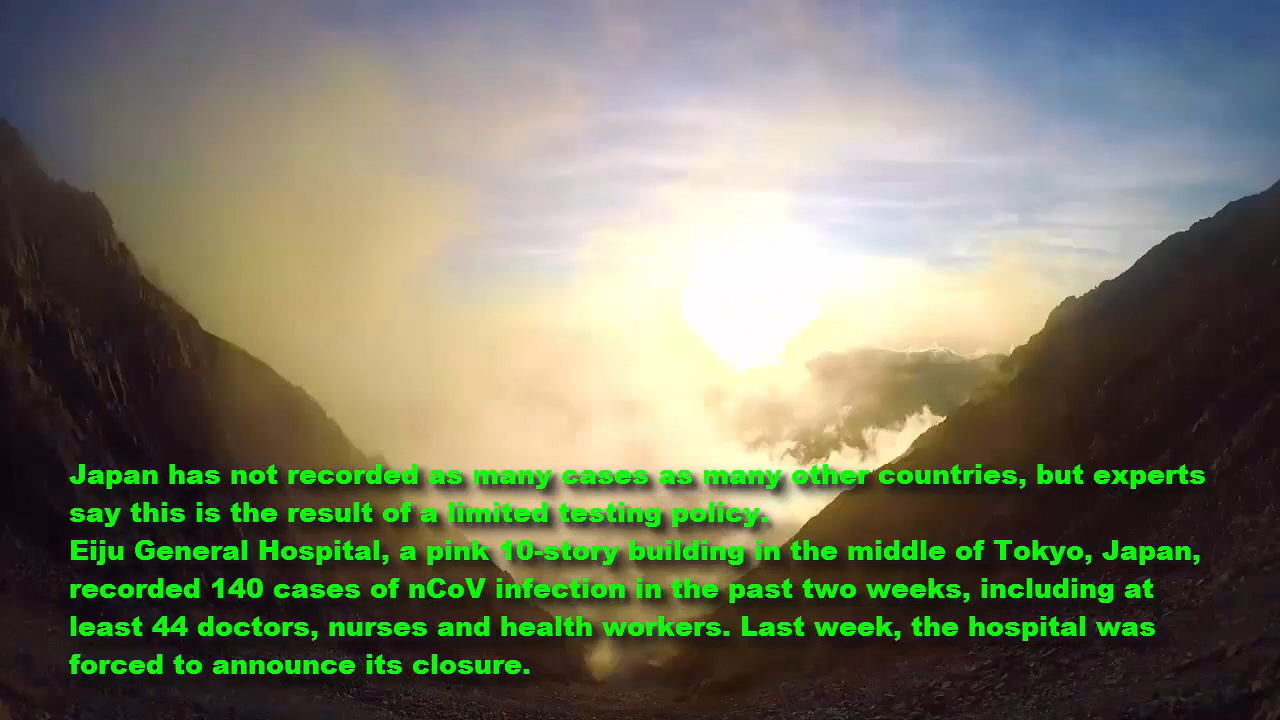 Japan has not recorded as many cases as many other countries, but experts
say this is the result of a limited testing policy.
Eiju General Hospital, a pink 10-story building in the middle of Tokyo, Japan,
recorded 140 cases of nCoV infection in the past two weeks, including at
least 44 doctors, nurses and health workers. Last week, the hospital was
forced to announce its closure.